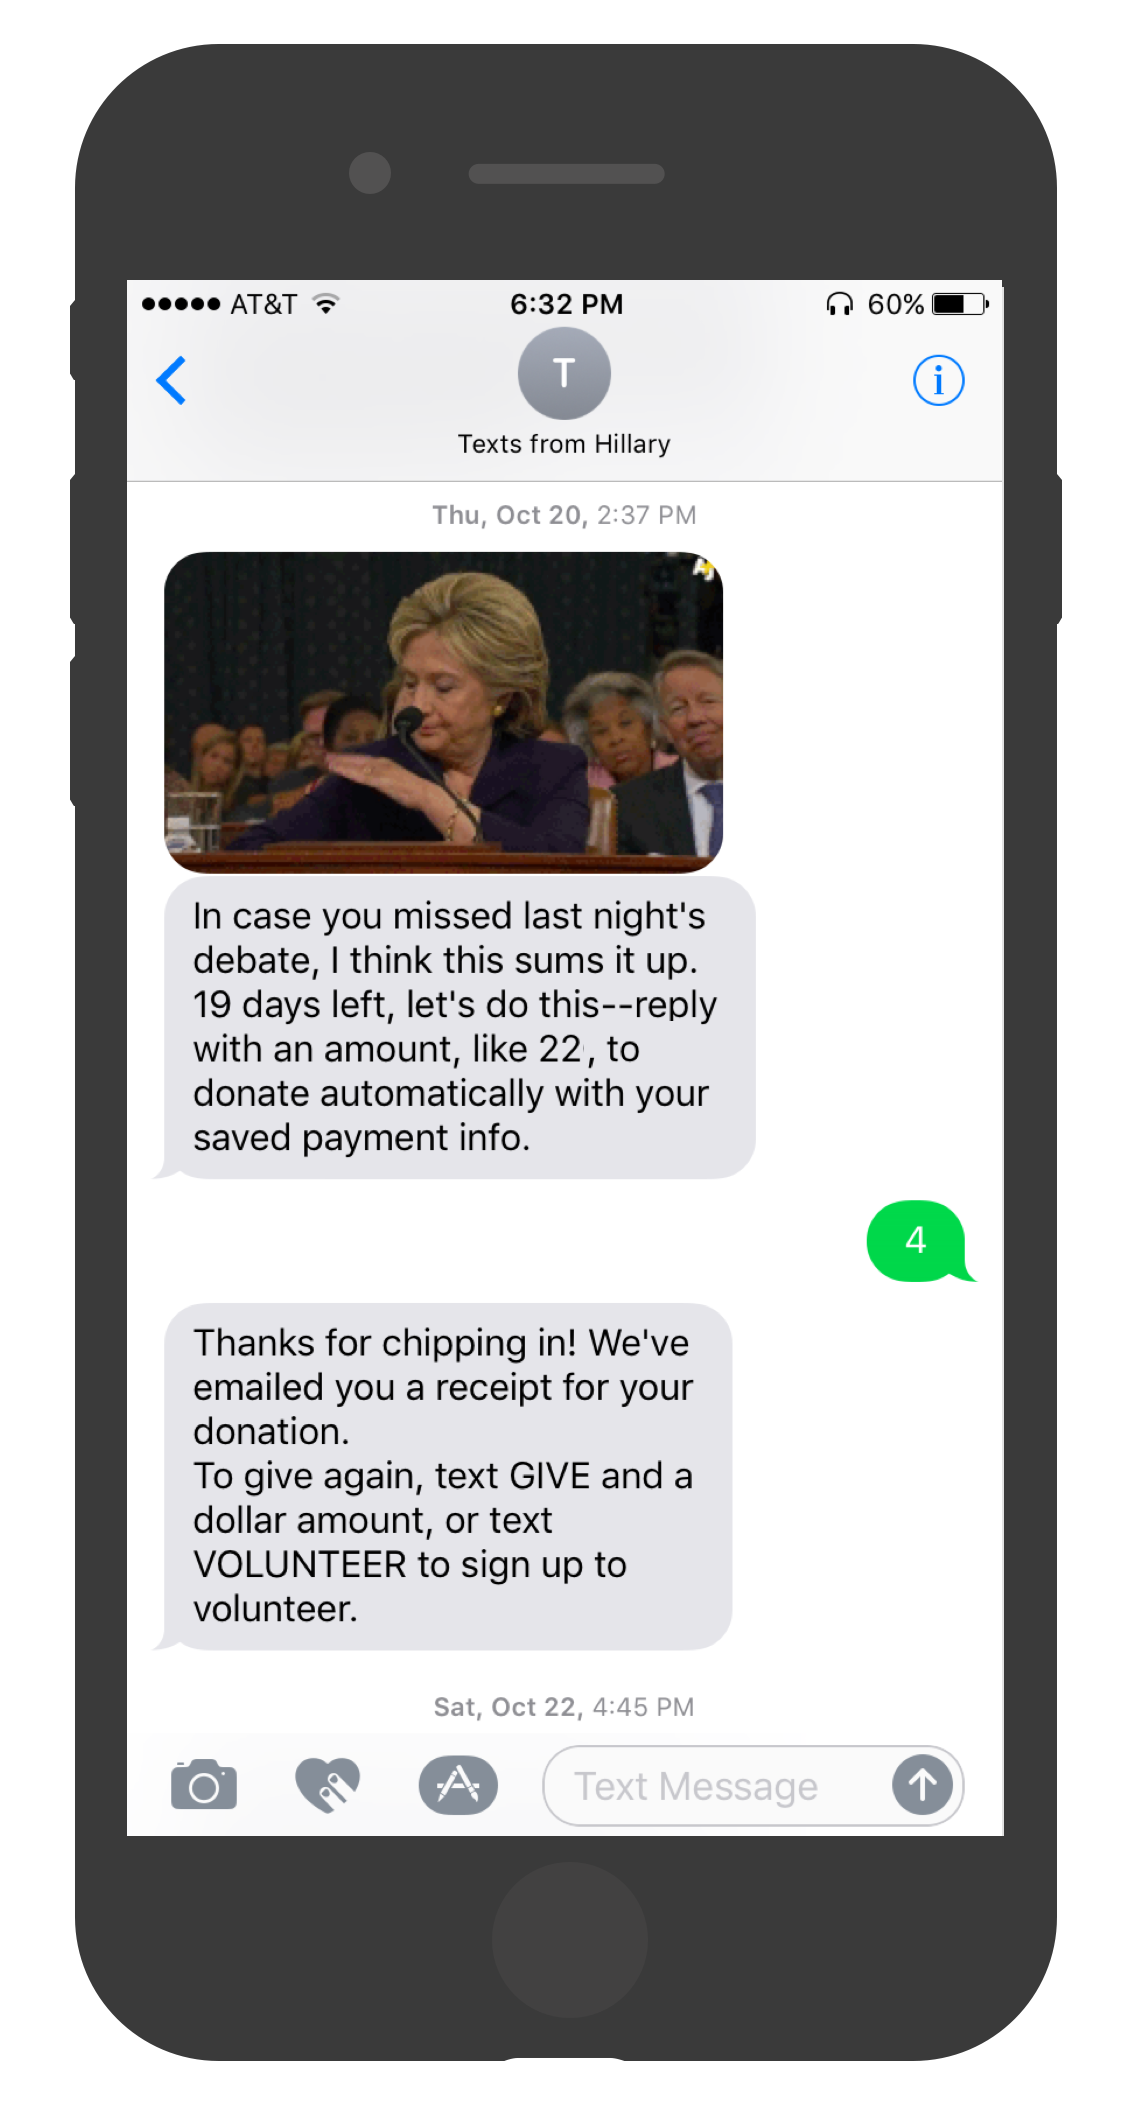 AT&T 6:32 PM 60%
T
Texts from Hillary
Thu, Oct 20, 2:37 PM
In case you missed last night's
debate, I think this sums it up.
19 days left, let's do this--reply
with an amount, like 22, to
donate automatically with your
saved payment info.
4
Thanks for chipping in! We've
emailed you a receipt for your
donation.
To give again, text GIVE and a
dollar amount, or text
VOLUNTEER to sign up to
volunteer.
Sat, Oct 22, 4:45 PM
Text Message